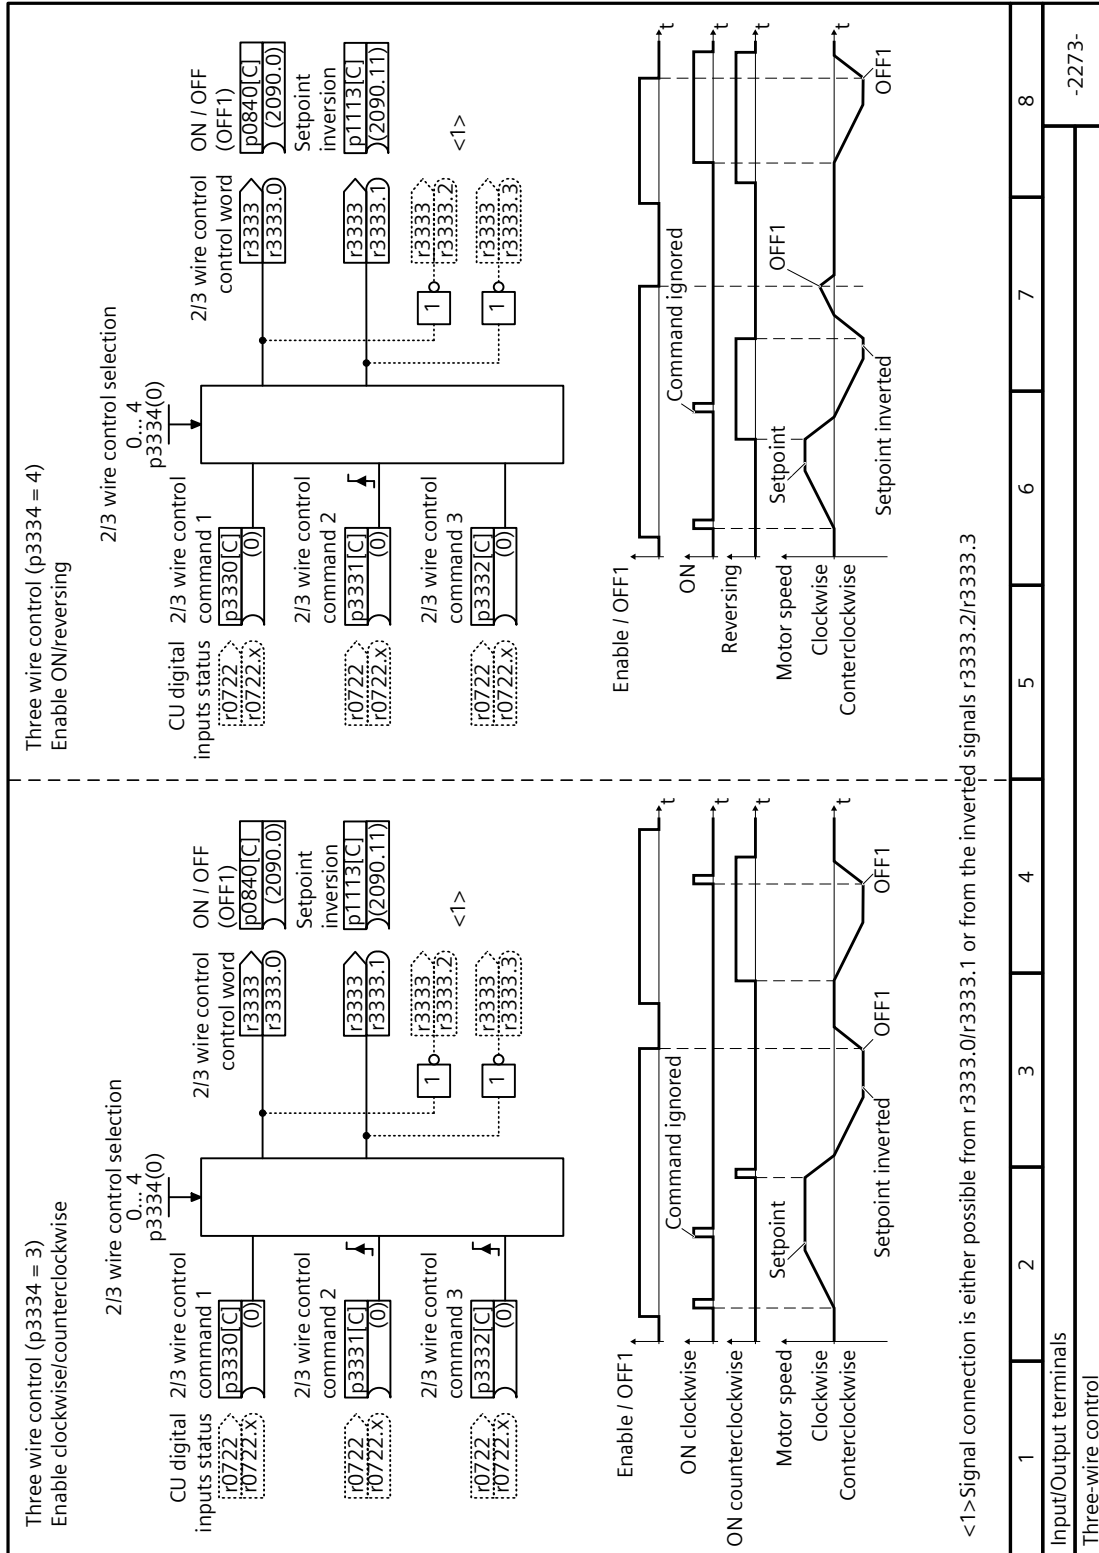 Three wire control (p3334 = 3)
Enable clockwise/counterclockwise
2/3 wire control selection
0... 4
p3334(0)
CU digital
inputs status
2/3 wire control
command 1
r0722
r0722.x
p3330[C]
(0)
2/3 wire control
command 2
r0722
r0722.x
p3331[C]
(0)
2/3 wire control
command 3
r0722
r0722.x
p3332[C]
(0)
2/3 wire control
control word
r3333
r3333.0
ON / OFF
(OFF1)
p0840[C]
(2090.0)
r3333
r3333.1
Setpoint
inversion
p1113[C]
(2090.11)
1
r3333
r3333.2
1
r3333
r3333.3
<1>
Enable / OFF1
t
ON clockwise
t
Command ignored
ON counterclockwise
t
Motor speed
Setpoint
Clockwise
t
Conterclockwise
Setpoint inverted
OFF1
OFF1
Three wire control (p3334 = 4)
Enable ON/reversing
2/3 wire control selection
0... 4
p3334(0)
CU digital
inputs status
2/3 wire control
command 1
r0722
r0722.x
p3330[C]
(0)
2/3 wire control
command 2
r0722
r0722.x
p3331[C]
(0)
2/3 wire control
command 3
r0722
r0722.x
p3332[C]
(0)
2/3 wire control
control word
r3333
r3333.0
ON / OFF
(OFF1)
p0840[C]
(2090.0)
r3333
r3333.1
Setpoint
inversion
p1113[C]
(2090.11)
1
r3333
r3333.2
1
r3333
r3333.3
<1>
Enable / OFF1
t
ON
t
Command ignored
Reversing
t
Motor speed
Setpoint
Clockwise
t
Conterclockwise
Setpoint inverted
OFF1
OFF1
<1>Signal connection is either possible from r3333.0/r3333.1 or from the inverted signals r3333.2/r3333.3
1 2 3 4 5 6 7 8
Input/Output terminals
-2273-
Three-wire control